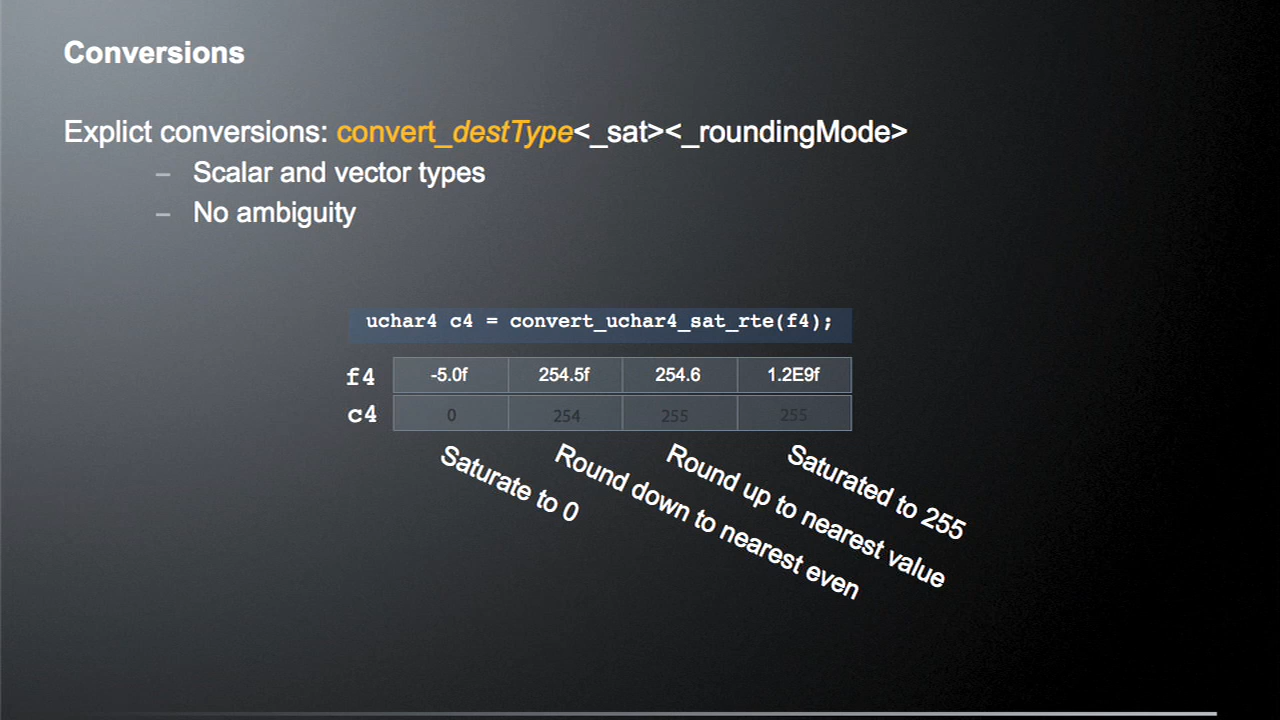 Conversions
Explict conversions: convert_destType<_sat><_roundingMode>
– Scalar and vector types
– No ambiguity
uchar4 c4 = convert_uchar4_sat_rte(f4);
f4 -5.0f 254.5f 254.6 1.2E9f
c4 0 254 255 255
Saturate to 0
Round down to nearest even
Round up to nearest value
Saturated to 255